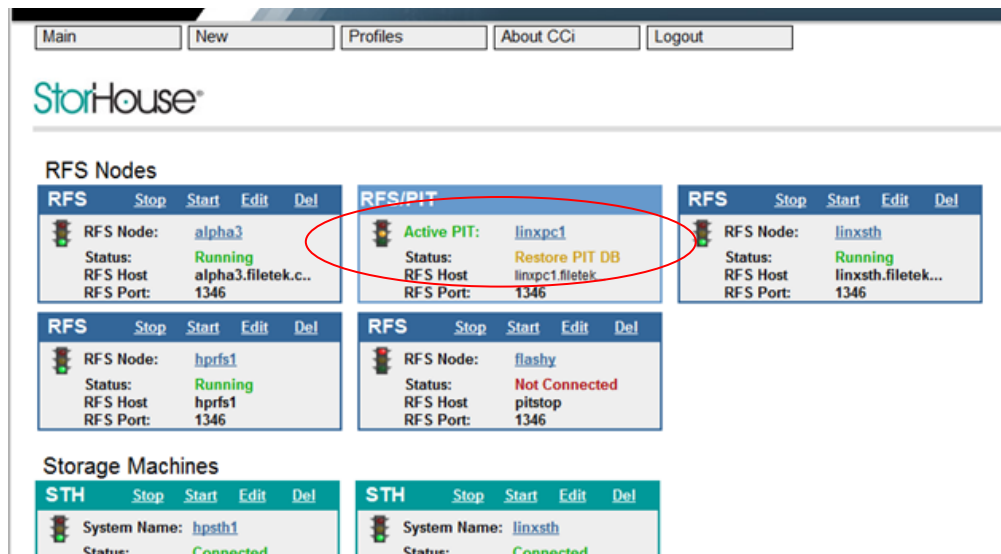 Main New Profiles About CCi Logout
StorHouse®
RFS Nodes
RFS Stop Start Edit Del
RFS Node: alpha3
Status: Running
RFS Host alpha3.filetek.c..
RFS Port: 1346
RFS/PIT
Active PIT: linxpc1
Status: Restore PIT DB
RFS Host linxpc1.filetek...
RFS Port: 1346
RFS Stop Start Edit Del
RFS Node: linxsth
Status: Running
RFS Host linxsth.filetek...
RFS Port: 1346
RFS Stop Start Edit Del
RFS Node: hprfs1
Status: Running
RFS Host hprfs1
RFS Port: 1346
RFS Stop Start Edit Del
RFS Node: flashy
Status: Not Connected
RFS Host pitstop
RFS Port: 1346
Storage Machines
STH Stop Start Edit Del
System Name: hpsth1
Status: Connected
STH Stop Start Edit Del
System Name: linxsth
Status: Connected